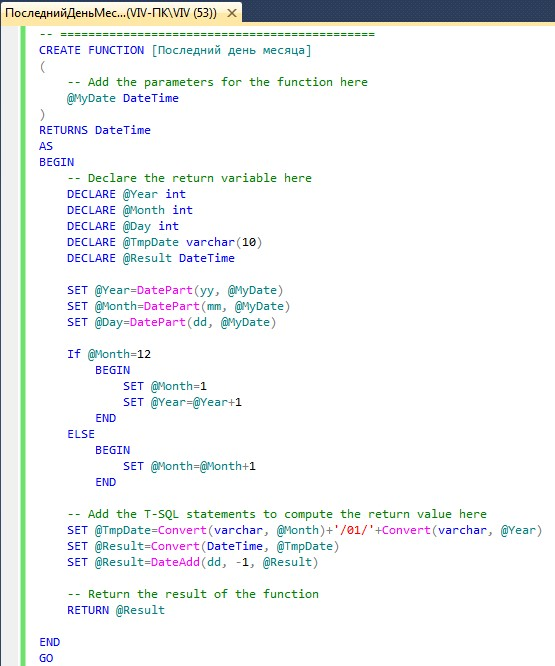 ПоследнийДеньМес...(VIV-ПК\VIV (53))
-- =============================================
CREATE FUNCTION [Последний день месяца]
(
    -- Add the parameters for the function here
    @MyDate DateTime
)
RETURNS DateTime
AS
BEGIN
    -- Declare the return variable here
    DECLARE @Year int
    DECLARE @Month int
    DECLARE @Day int
    DECLARE @TmpDate varchar(10)
    DECLARE @Result DateTime

    SET @Year=DatePart(yy, @MyDate)
    SET @Month=DatePart(mm, @MyDate)
    SET @Day=DatePart(dd, @MyDate)

    If @Month=12
        BEGIN
            SET @Month=1
            SET @Year=@Year+1
        END
    ELSE
        BEGIN
            SET @Month=@Month+1
        END

    -- Add the T-SQL statements to compute the return value here
    SET @TmpDate=Convert(varchar, @Month)+'/01/'+Convert(varchar, @Year)
    SET @Result=Convert(DateTime, @TmpDate)
    SET @Result=DateAdd(dd, -1, @Result)

    -- Return the result of the function
    RETURN @Result

END
GO